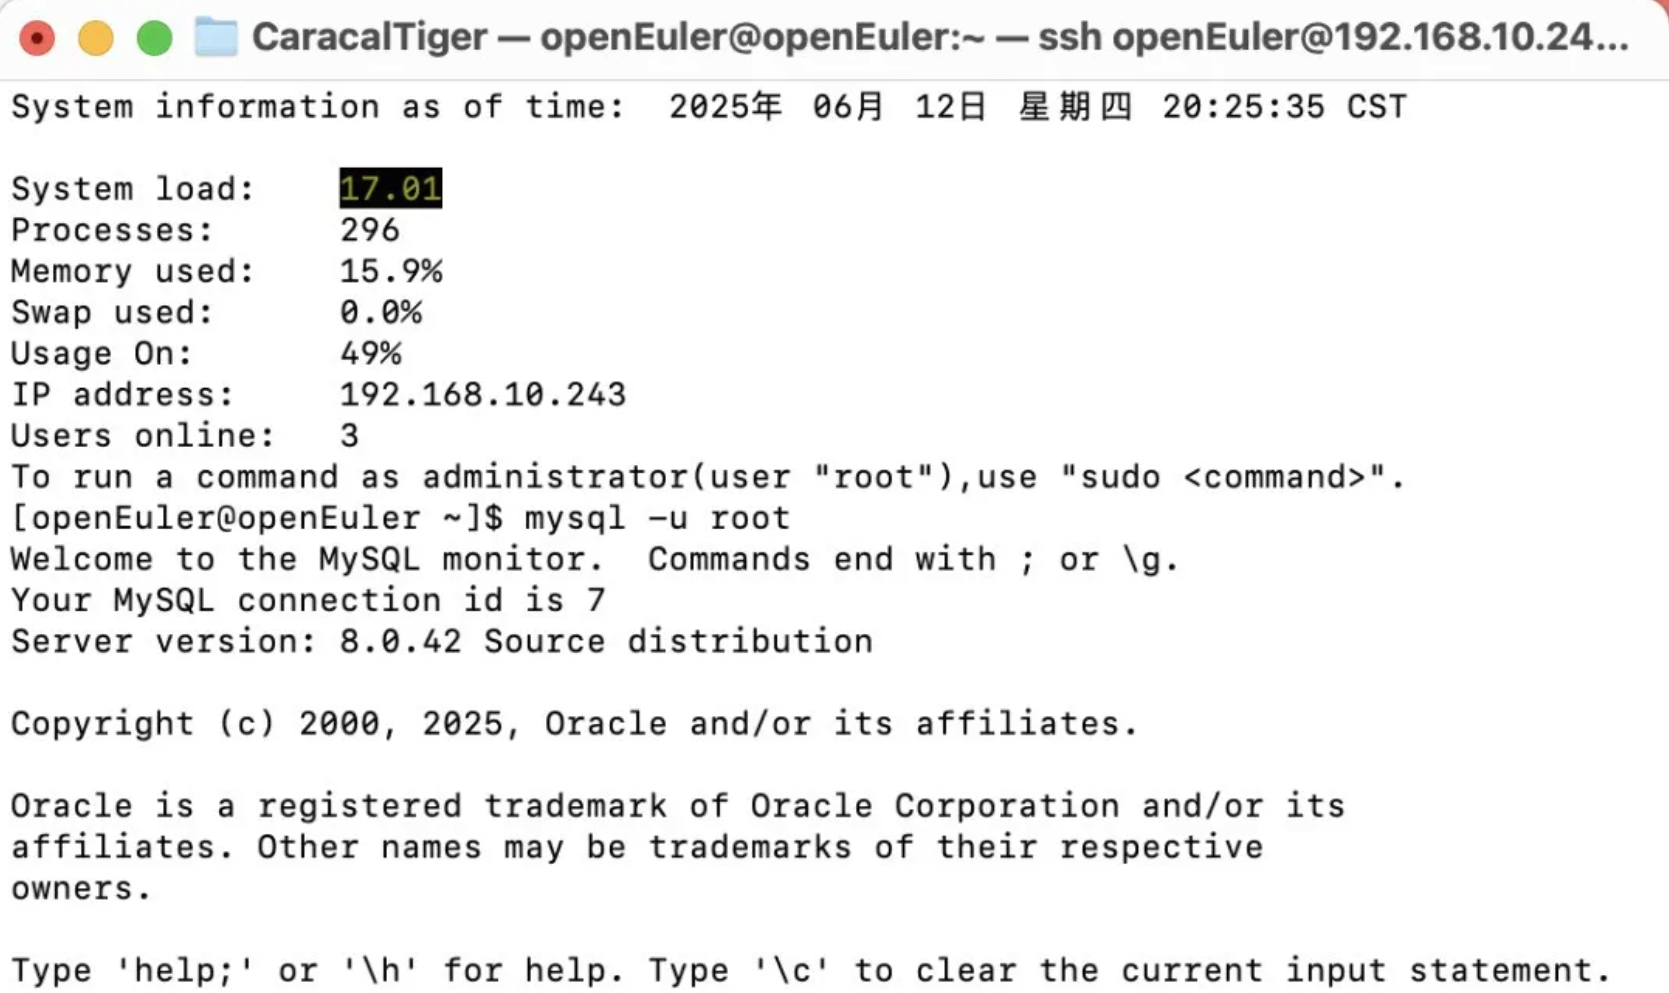 CaracalTiger — openEuler@openEuler:~ — ssh openEuler@192.168.10.24...
System information as of time:  2025年 06月 12日 星期四 20:25:35 CST
System load:    17.01
Processes:      296
Memory used:    15.9%
Swap used:      0.0%
Usage On:       49%
IP address:     192.168.10.243
Users online:   3
To run a command as administrator(user "root"),use "sudo <command>".
[openEuler@openEuler ~]$ mysql -u root
Welcome to the MySQL monitor.  Commands end with ; or \g.
Your MySQL connection id is 7
Server version: 8.0.42 Source distribution
Copyright (c) 2000, 2025, Oracle and/or its affiliates.
Oracle is a registered trademark of Oracle Corporation and/or its
affiliates. Other names may be trademarks of their respective
owners.
Type 'help;' or '\h' for help. Type '\c' to clear the current input statement.